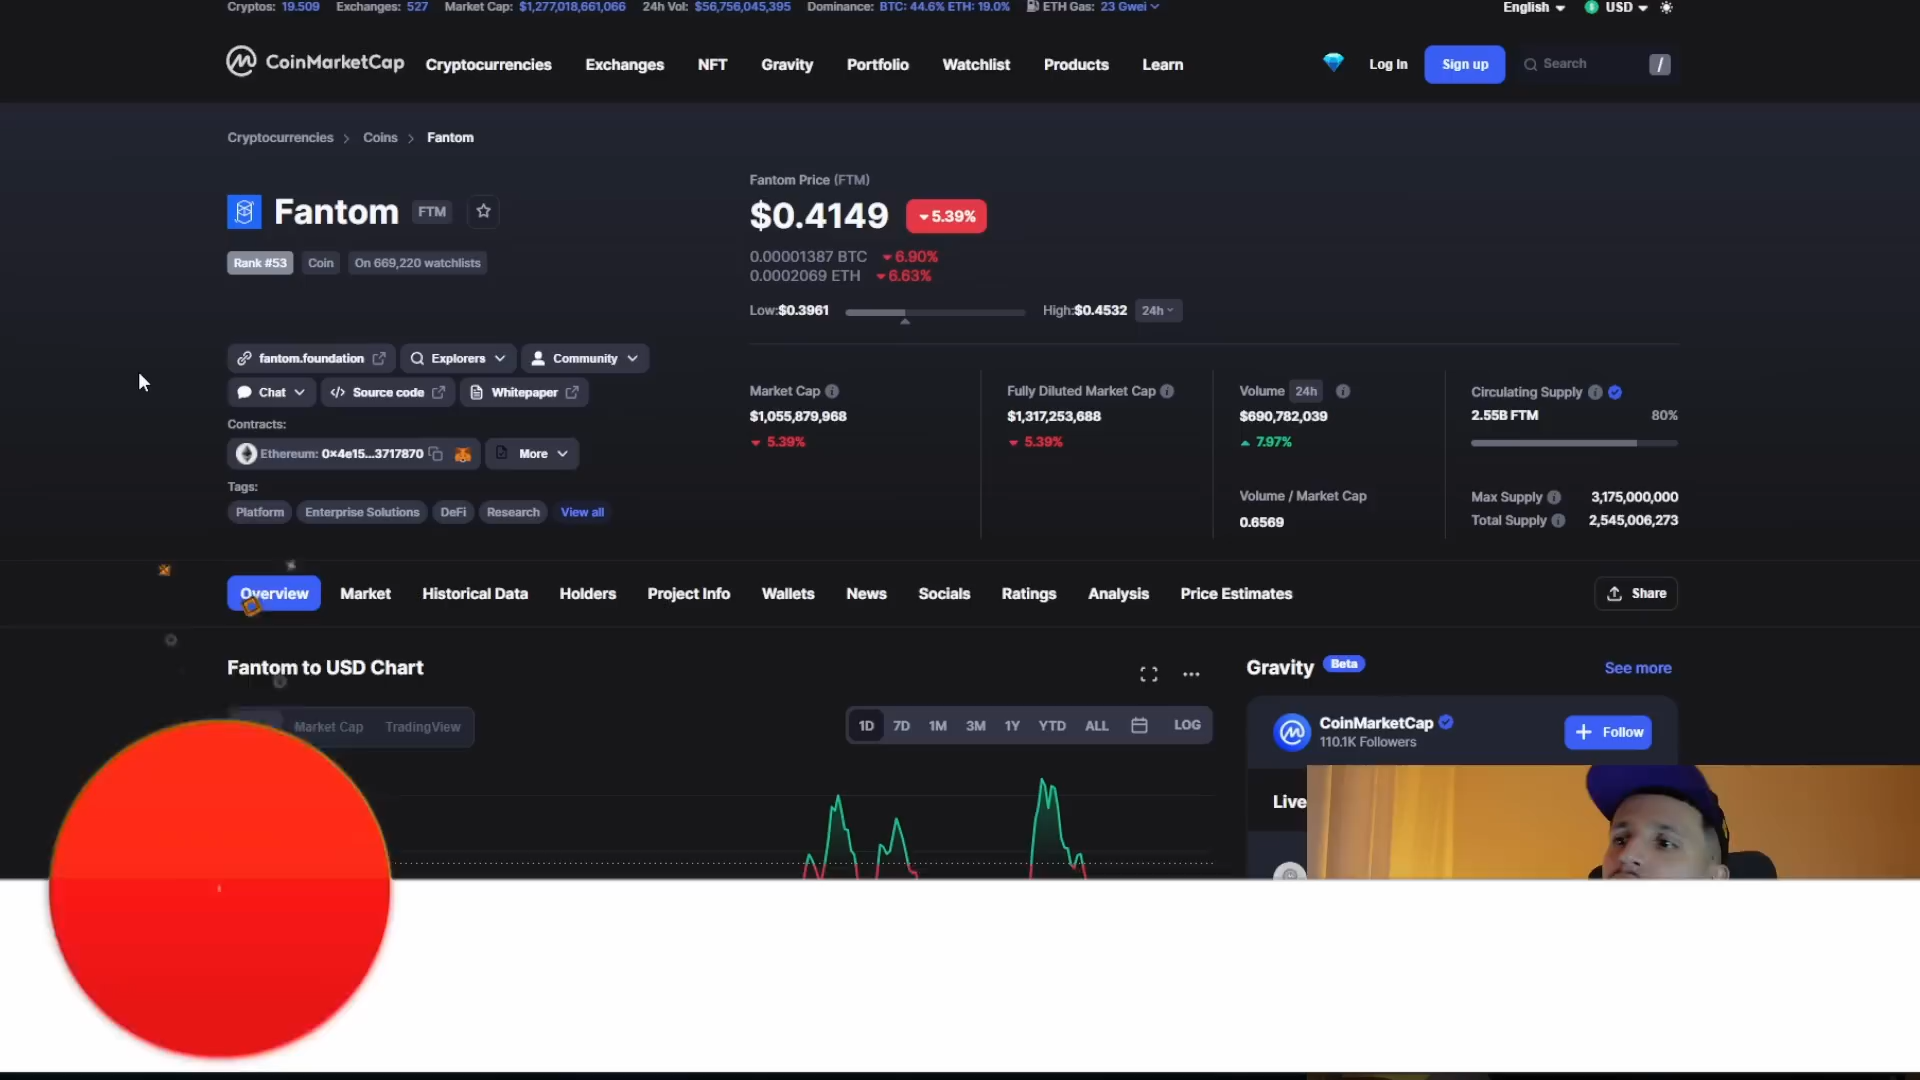 Cryptos: 19.509 Exchanges: 527 Market Cap: $1,277,018,661,066 24h Vol: $56,756,045,395 Dominance: BTC: 44.6% ETH: 19.0% ETH Gas: 23 Gwei English USD
CoinMarketCap Cryptocurrencies Exchanges NFT Gravity Portfolio Watchlist Products Learn Log In Sign up Search /
Cryptocurrencies > Coins > Fantom
Fantom FTM
Rank #53 Coin On 669,220 watchlists
Fantom Price (FTM)
$0.4149 5.39%
0.00001387 BTC 6.90%
0.0002069 ETH 6.63%
Low:$0.3961 High:$0.4532 24h
fantom.foundation Explorers Community
Chat Source code Whitepaper
Contracts:
Ethereum: 0x4e15...3717870 More
Tags:
Platform Enterprise Solutions DeFi Research View all
Market Cap
$1,055,879,968
5.39%
Fully Diluted Market Cap
$1,317,253,688
5.39%
Volume 24h
$690,782,039
7.97%
Volume / Market Cap
0.6569
Circulating Supply
2.55B FTM 80%
Max Supply 3,175,000,000
Total Supply 2,545,006,273
Overview Market Historical Data Holders Project Info Wallets News Socials Ratings Analysis Price Estimates Share
Fantom to USD Chart
Market Cap TradingView
1D 7D 1M 3M 1Y YTD ALL LOG
Gravity Beta See more
CoinMarketCap
110.1K Followers
+ Follow
Live